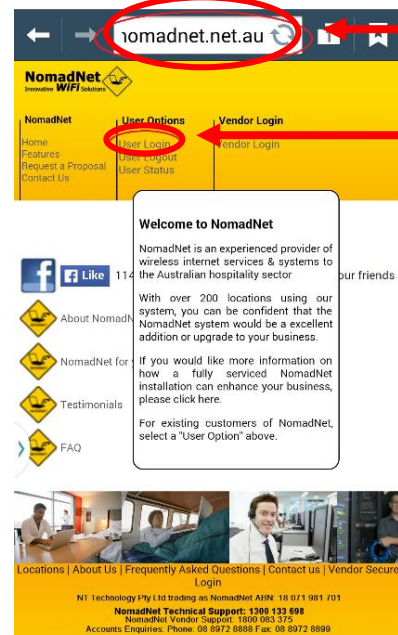 nomadnet.net.au
1
NomadNet
Innovative WiFi Solutions
NomadNet
Home
Features
Request a Proposal
Contact Us
User Options
User Login
User Logout
User Status
Vendor Login
Vendor Login
Welcome to NomadNet
NomadNet is an experienced provider of
wireless internet services & systems to
the Australian hospitality sector
With over 200 locations using our
system, you can be confident that the
NomadNet system would be a excellent
addition or upgrade to your business.
If you would like more information on
how a fully serviced NomadNet
installation can enhance your business,
please click here.
For existing customers of NomadNet,
select a "User Option" above.
f Like 114 our friends
About NomadN
NomadNet for
Testimonials
FAQ
Locations | About Us | Frequently Asked Questions | Contact us | Vendor Secure
Login
NT Technology Pty Ltd trading as NomadNet ABN: 18 071 981 701
NomadNet Technical Support: 1300 133 698
NomadNet Vendor Support: 1800 083 375
Accounts Enquiries: Phone: 08 8972 8888 Fax: 08 8972 8899